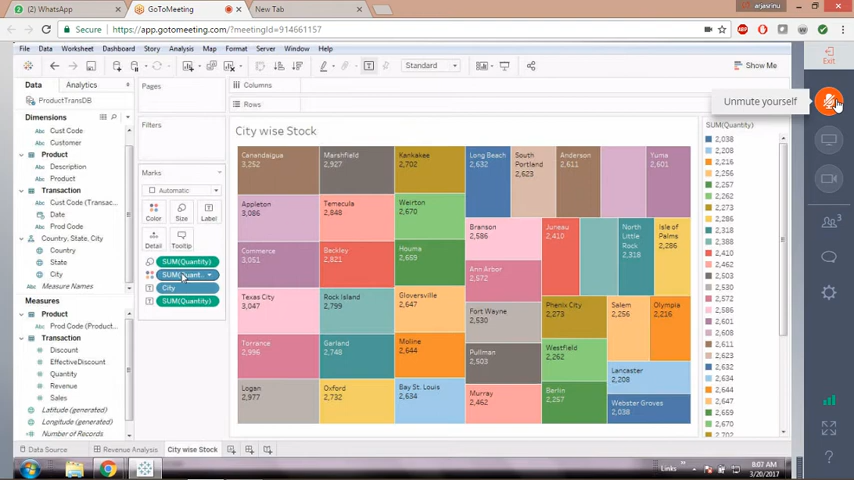 (2) WhatsApp
GoToMeeting
New Tab
arjasrinu
Secure
https://app.gotomeeting.com/?meetingId=914661157
File Data Worksheet Dashboard Story Analysis Map Format Server Window Help
Exit
Standard
Show Me
Data Analytics
ProductTransDB
Dimensions
Cust Code
Customer
Product
Description
Product
Transaction
Cust Code (Transac...
Date
Prod Code
Country, State, City
Country
State
City
Measure Names
Measures
Product
Prod Code (Product...
Transaction
Discount
EffectiveDiscount
Quantity
Revenue
Sales
Latitude (generated)
Longitude (generated)
Number of Records
Pages
Filters
Marks
Automatic
Color Size Label
Detail Tooltip
SUM(Quantity)
SUM(Quant..
City
SUM(Quantity)
Columns
Rows
City wise Stock
Canandaigua
3,252
Appleton
3,086
Commerce
3,051
Texas City
3,047
Torrance
2,996
Logan
2,977
Marshfield
2,927
Temecula
2,848
Beckley
2,821
Rock Island
2,799
Garland
2,748
Oxford
2,732
Kankakee
2,702
Weirton
2,670
Houma
2,659
Gloversville
2,647
Moline
2,644
Bay St. Louis
2,634
Long Beach
2,632
South
Portland
2,623
Anderson
2,611
Yuma
2,601
Branson
2,586
Ann Arbor
2,572
Fort Wayne
2,530
Pullman
2,503
Murray
2,462
Juneau
2,410
North
Little
Rock
2,318
Isle of
Palms
2,286
Phenix City
2,273
Westfield
2,262
Berlin
2,257
Salem
2,256
Olympia
2,216
Lancaster
2,208
Webster Groves
2,038
Unmute yourself
SUM(Quantity)
2,038
2,208
2,216
2,256
2,257
2,262
2,273
2,286
2,318
2,388
2,410
2,462
2,503
2,530
2,572
2,586
2,601
2,608
2,611
2,623
2,632
2,634
2,644
2,647
2,659
2,670
2,702
3
Data Source
Revenue Analysis
City wise Stock
Links
8:07 AM
3/20/2017